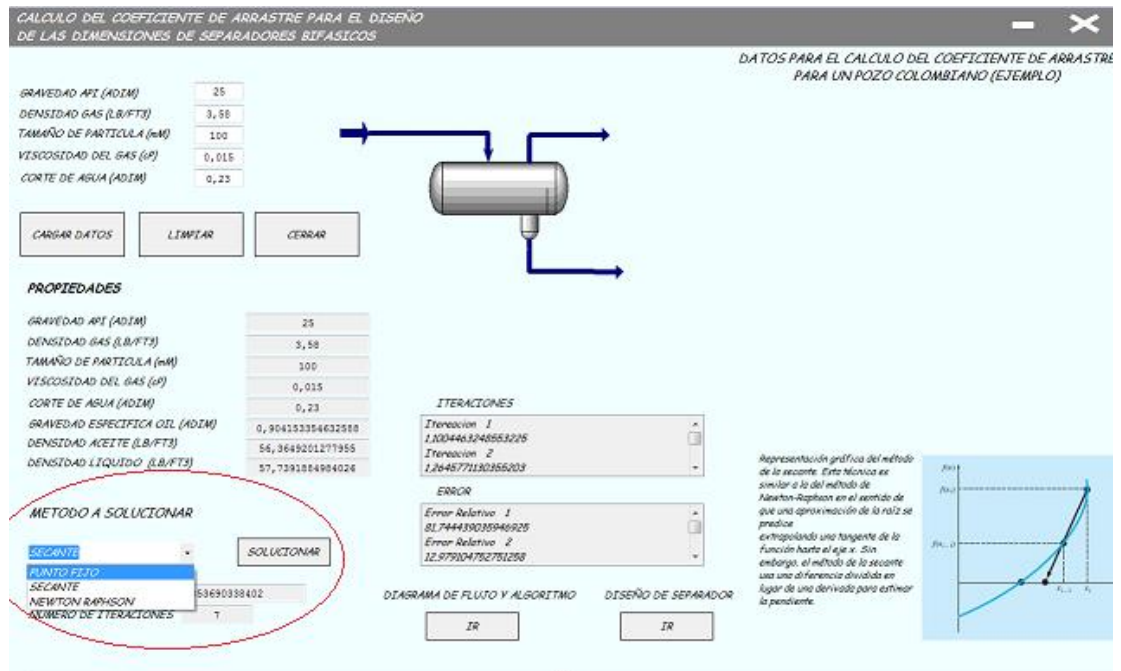 CALCULO DEL COEFICIENTE DE ARRASTRE PARA EL DISEÑO
DE LAS DIMENSIONES DE SEPARADORES BIFASICOS
DATOS PARA EL CALCULO DEL COEFICIENTE DE ARRASTRE
PARA UN POZO COLOMBIANO (EJEMPLO)
GRAVEDAD API (ADIM) 25
DENSIDAD GAS (LB/FT3) 3,58
TAMAÑO DE PARTICULA (mM) 100
VISCOSIDAD DEL GAS (cP) 0,015
CORTE DE AGUA (ADIM) 0,23
CARGAR DATOS LIMPIAR CERRAR
PROPIEDADES
GRAVEDAD API (ADIM) 25
DENSIDAD GAS (LB/FT3) 3,58
TAMAÑO DE PARTICULA (mM) 100
VISCOSIDAD DEL GAS (cP) 0,015
CORTE DE AGUA (ADIM) 0,23
GRAVEDAD ESPECIFICA OIL (ADIM) 0,904153354632588
DENSIDAD ACEITE (LB/FT3) 56,3649201277955
DENSIDAD LIQUIDO (LB/FT3) 57,7391884984026
METODO A SOLUCIONAR
SECANTE SOLUCIONAR
PUNTO FIJO
SECANTE
NEWTON RAPHSON 53690338402
NUMERO DE ITERACIONES 7
ITERACIONES
Itereacion 1
1,1004463248553225
Itereacion 2
1,2645771130355203
ERROR
Error Relativo 1
81,744439035946925
Error Relativo 2
12,979104752751258
DIAGRAMA DE FLUJO Y ALGORITMO DISEÑO DE SEPARADOR
IR IR
Representación gráfica del método
de la secante. Esta técnica es
similar a la del método de
Newton-Raphson en el sentido de
que una aproximación de la raíz se
predice
extrapolando una tangente de la
función hasta el eje x. Sin
embargo, el método de la secante
usa una diferencia dividida en
lugar de una derivada para estimar
la pendiente.